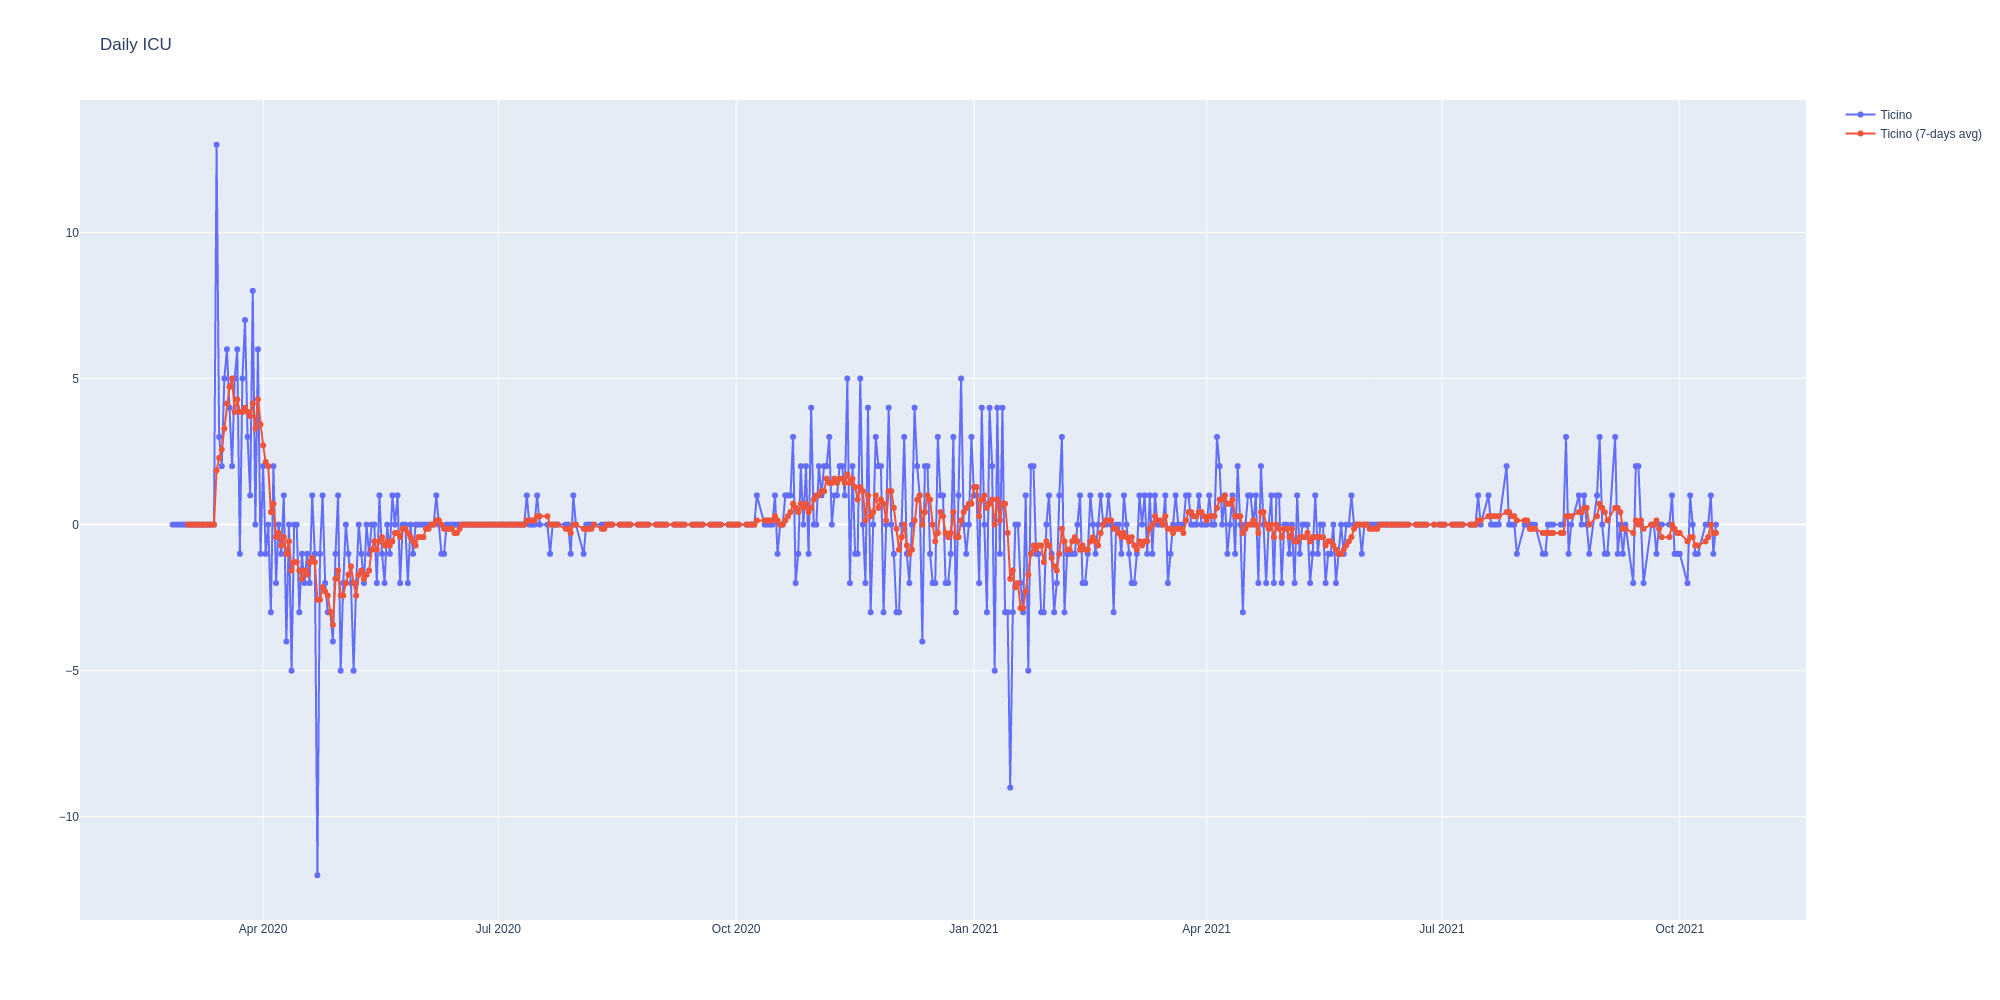 Daily ICU
Ticino
Ticino (7-days avg)
10
5
0
−5
−10
Apr 2020
Jul 2020
Oct 2020
Jan 2021
Apr 2021
Jul 2021
Oct 2021